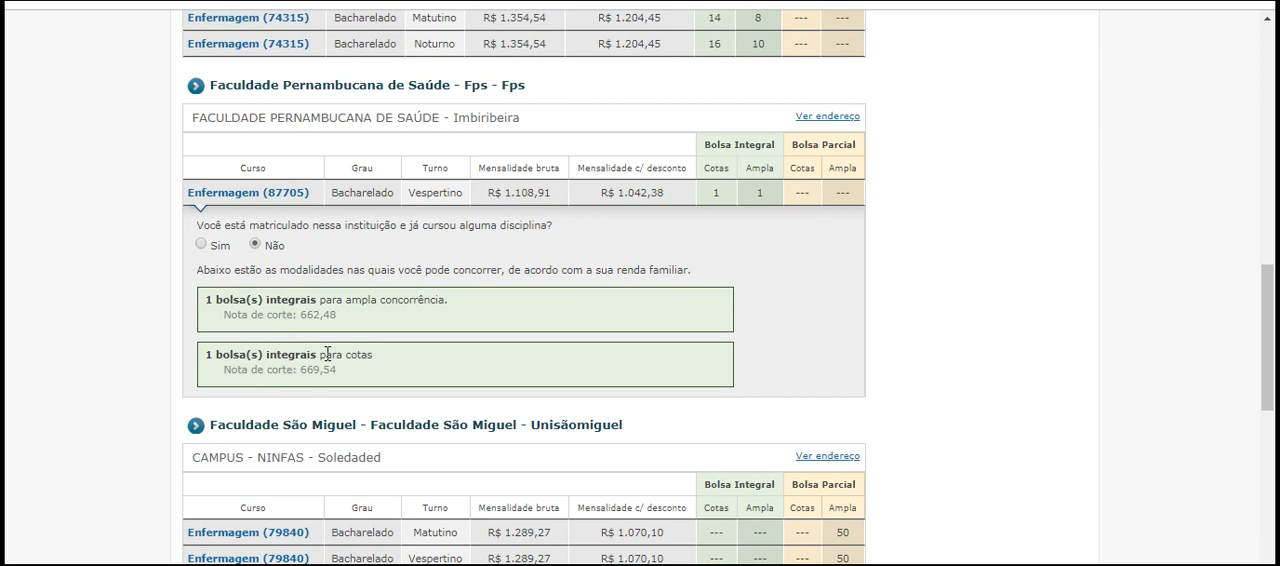 Enfermagem (74315) Bacharelado Matutino R$ 1.354,54 R$ 1.204,45 14 8 --- ---
Enfermagem (74315) Bacharelado Noturno R$ 1.354,54 R$ 1.204,45 16 10 --- ---
Faculdade Pernambucana de Saúde - Fps - Fps
FACULDADE PERNAMBUCANA DE SAÚDE - Imbiribeira Ver endereço
Bolsa Integral Bolsa Parcial
Curso Grau Turno Mensalidade bruta Mensalidade c/ desconto Cotas Ampla Cotas Ampla
Enfermagem (87705) Bacharelado Vespertino R$ 1.108,91 R$ 1.042,38 1 1 --- ---
Você está matriculado nessa instituição e já cursou alguma disciplina?
Sim Não
Abaixo estão as modalidades nas quais você pode concorrer, de acordo com a sua renda familiar.
1 bolsa(s) integrais para ampla concorrência.
Nota de corte: 662,48
1 bolsa(s) integrais para cotas
Nota de corte: 669,54
Faculdade São Miguel - Faculdade São Miguel - Unisãomiguel
CAMPUS - NINFAS - Soledaded Ver endereço
Bolsa Integral Bolsa Parcial
Curso Grau Turno Mensalidade bruta Mensalidade c/ desconto Cotas Ampla Cotas Ampla
Enfermagem (79840) Bacharelado Matutino R$ 1.289,27 R$ 1.070,10 --- --- --- 50
Enfermagem (79840) Bacharelado Vespertino R$ 1.289,27 R$ 1.070,10 --- --- --- 50